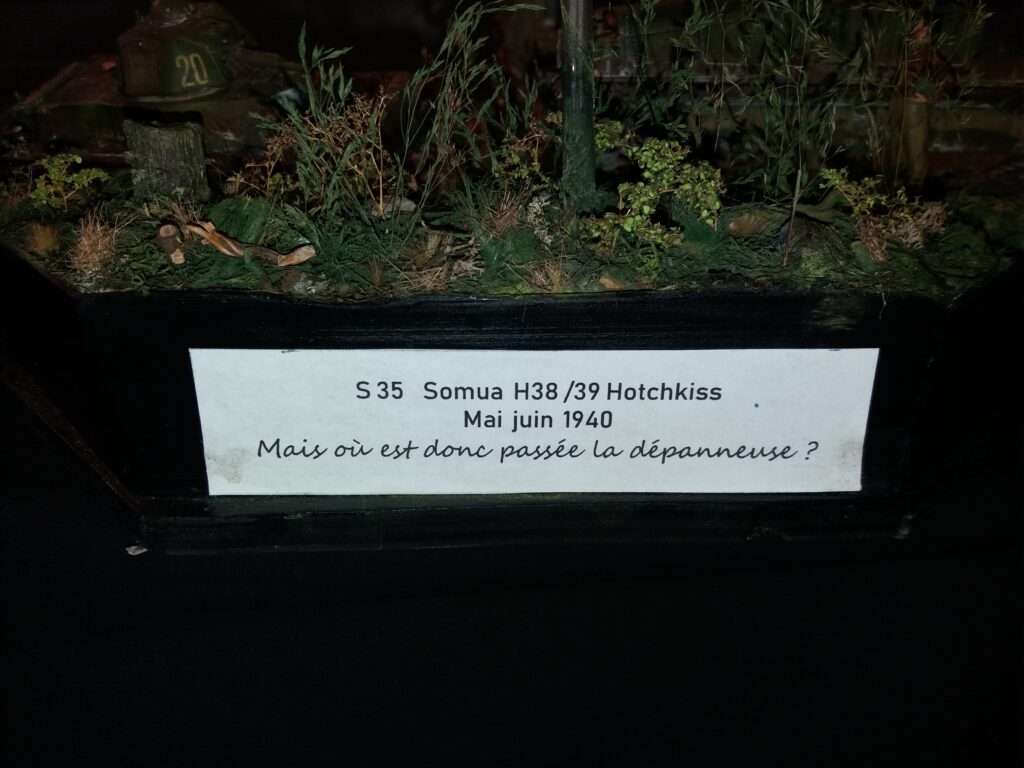 20
S 35 Somua H38 /39 Hotchkiss
Mai juin 1940
Mais où est donc passée la dépanneuse ?